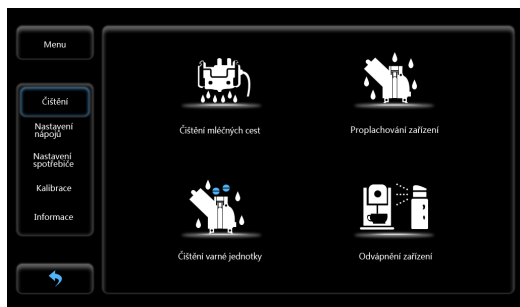 Menu
Čištění
Nastavení
nápojů
Nastavení
spotřebiče
Kalibrace
Informace
Čištění mléčných cest
Proplachování zařízení
Čištění varné jednotky
Odvápnění zařízení